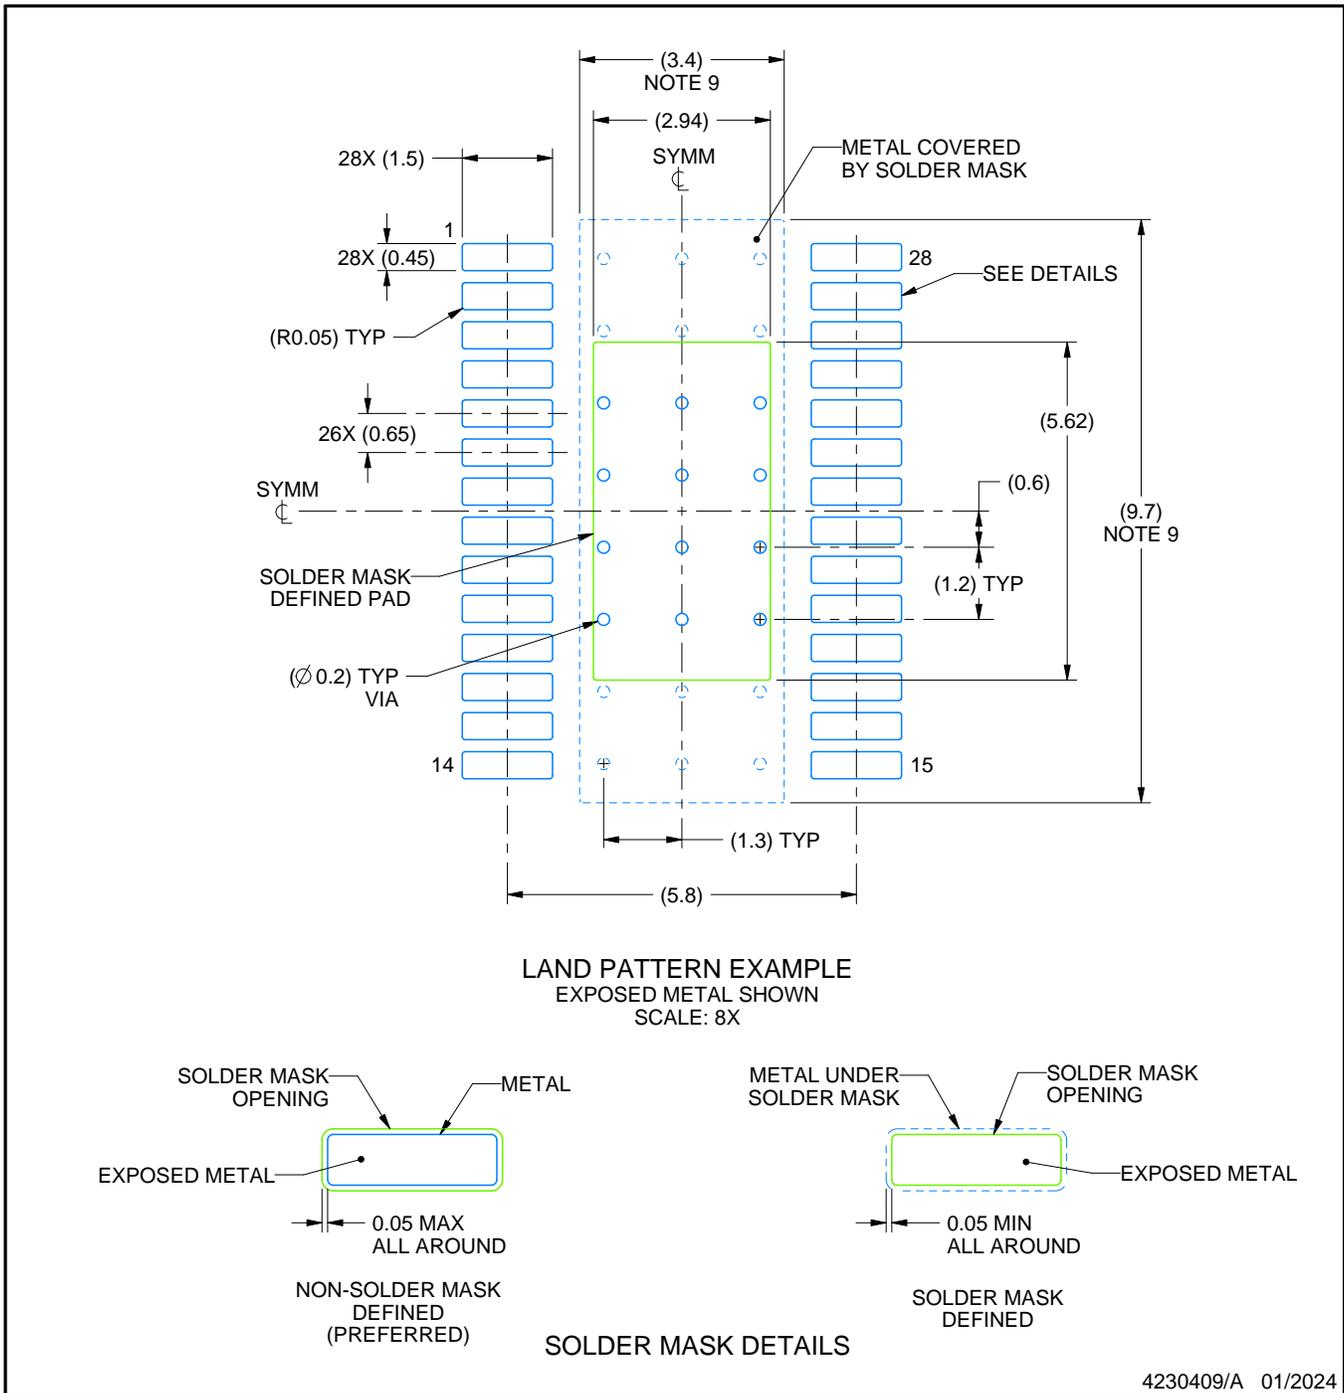 (3.4)
NOTE 9
(2.94)
SYMM
℄
METAL COVERED
BY SOLDER MASK
28X (1.5)
1
28X (0.45)
28
SEE DETAILS
(R0.05) TYP
(5.62)
26X (0.65)
(0.6)
SYMM
℄
(9.7)
NOTE 9
SOLDER MASK
DEFINED PAD
(1.2) TYP
(∅ 0.2) TYP
VIA
14
15
(1.3) TYP
(5.8)
LAND PATTERN EXAMPLE
EXPOSED METAL SHOWN
SCALE: 8X
SOLDER MASK
OPENING
METAL
EXPOSED METAL
0.05 MAX
ALL AROUND
NON-SOLDER MASK
DEFINED
(PREFERRED)
METAL UNDER
SOLDER MASK
SOLDER MASK
OPENING
EXPOSED METAL
0.05 MIN
ALL AROUND
SOLDER MASK
DEFINED
SOLDER MASK DETAILS
4230409/A 01/2024